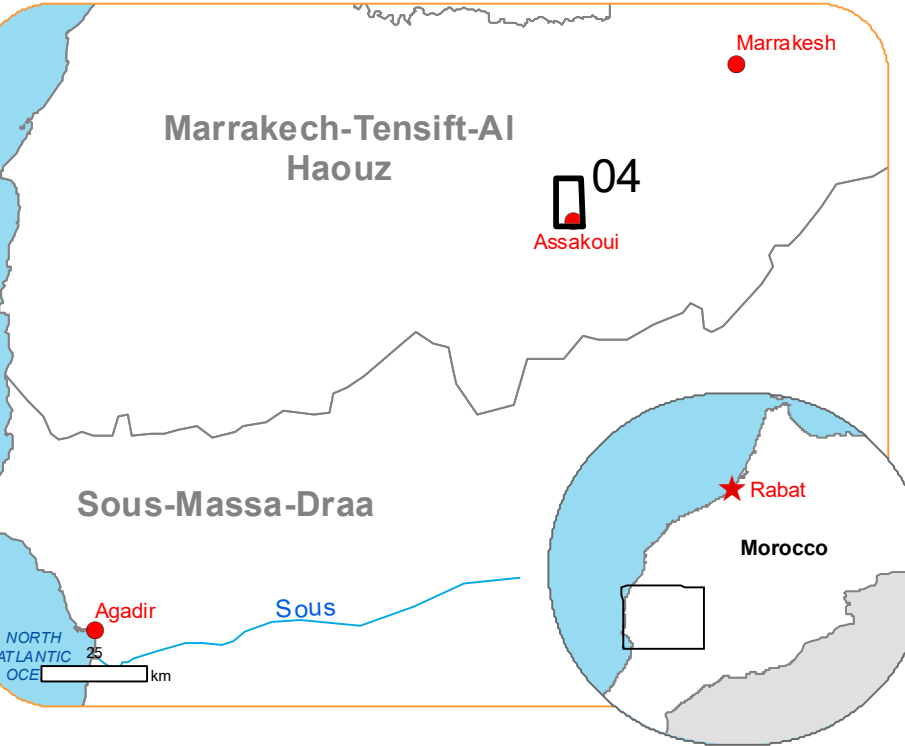 Marrakesh
Marrakech-Tensift-Al
Haouz
04
Assakoui
Rabat
Sous-Massa-Draa
Morocco
Sous
Agadir
NORTH
ATLANTIC
OCE
25
km